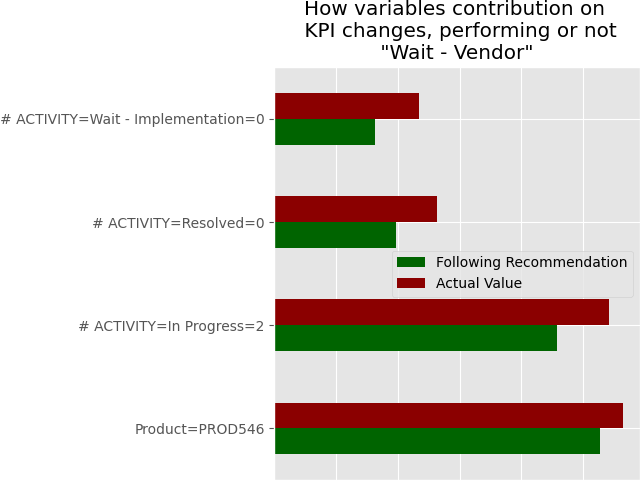 How variables contribution on
KPI changes, performing or not
"Wait - Vendor"
# ACTIVITY=Wait - Implementation=0
# ACTIVITY=Resolved=0
Following Recommendation
Actual Value
# ACTIVITY=In Progress=2
Product=PROD546